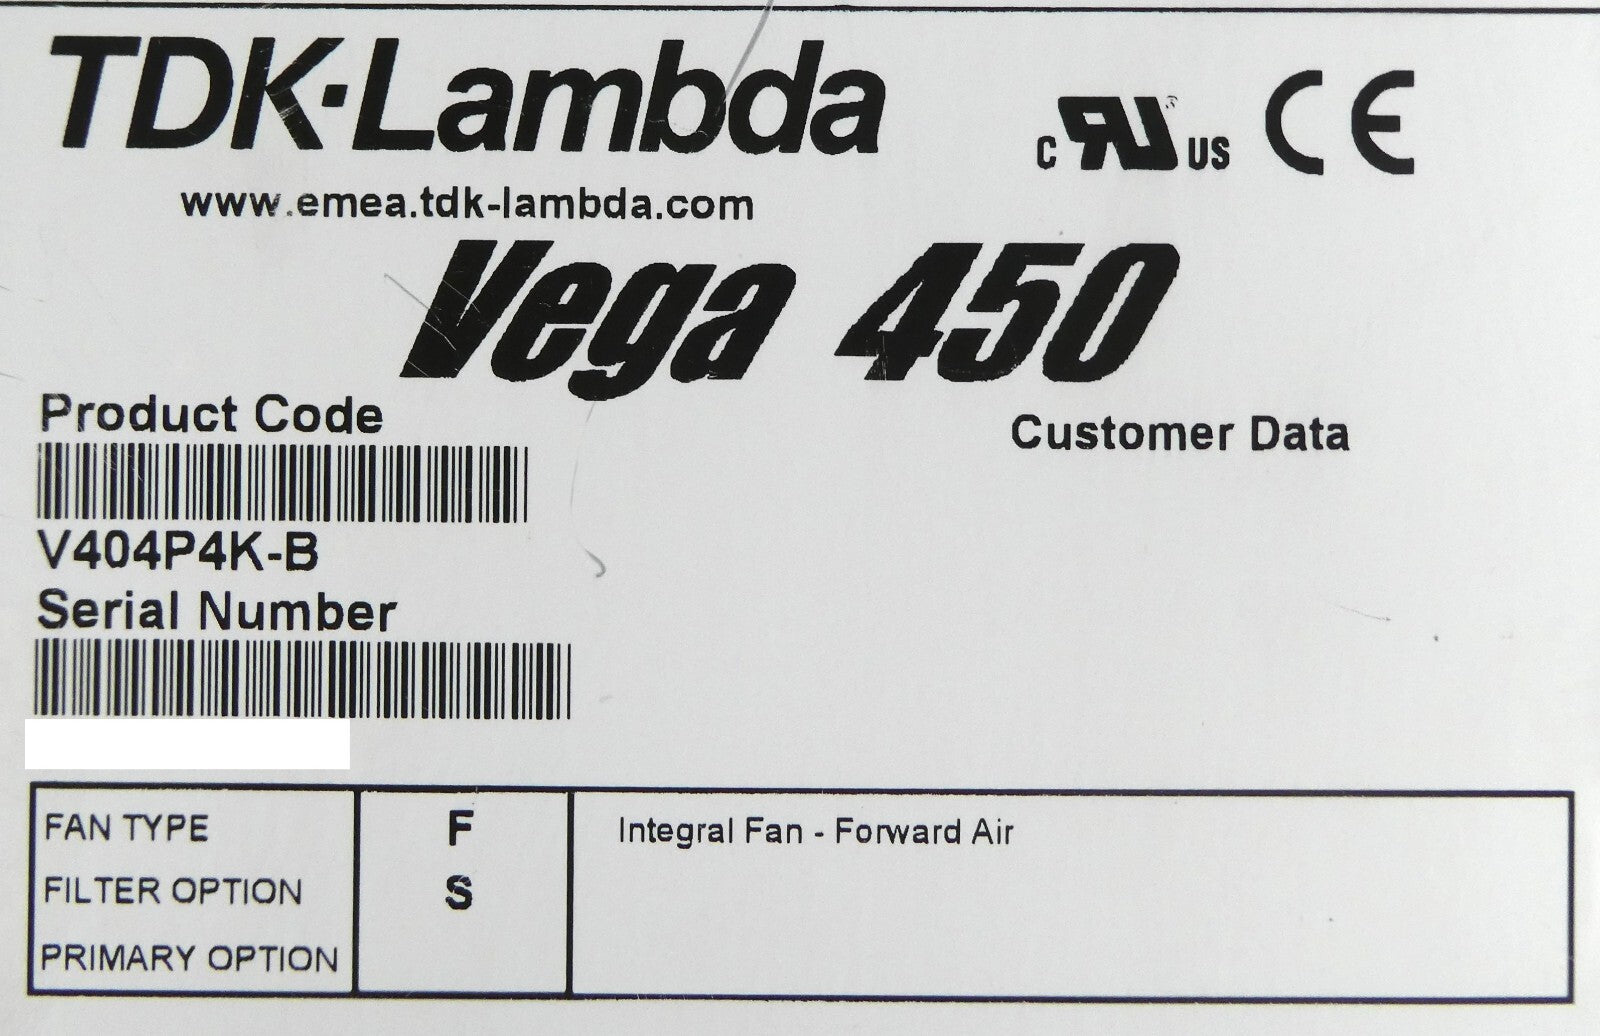 TDK·Lambda
c RU US CE
www.emea.tdk-lambda.com
Vega 450
Product Code
Customer Data
V404P4K-B
Serial Number
FAN TYPE F Integral Fan - Forward Air
FILTER OPTION S
PRIMARY OPTION